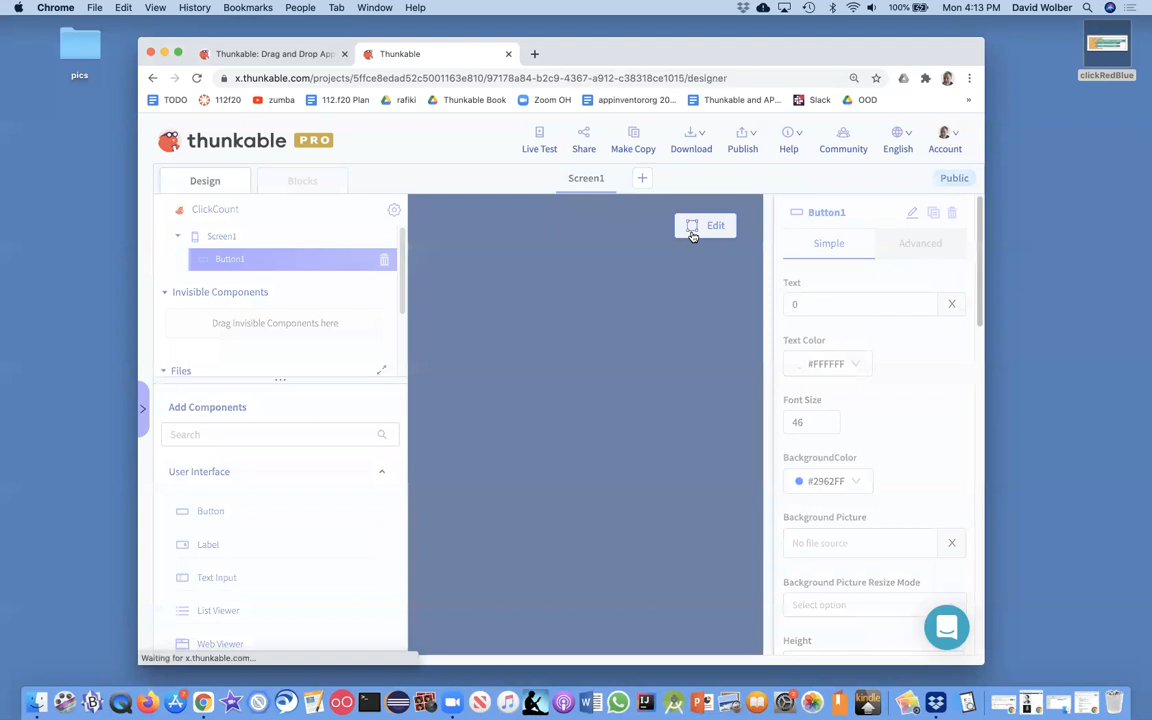 Chrome File Edit View History Bookmarks People Tab Window Help
100% Mon 4:13 PM David Wolber
pics
clickRedBlue
Thunkable: Drag and Drop App
Thunkable
x.thunkable.com/projects/5ffce8edad52c5001163e810/97178a84-b2c9-4367-a912-c38318ce1015/designer
TODO 112f20 zumba 112.f20 Plan rafiki Thunkable Book Zoom OH appinventororg 20... Thunkable and AP... Slack OOD »
thunkable PRO
Live Test Share Make Copy Download Publish Help Community English Account
Design Blocks
Screen1
Public
ClickCount
Screen1
Button1
Invisible Components
Drag Invisible Components here
Files
Add Components
Search
User Interface
Button
Label
Text Input
List Viewer
Web Viewer
Waiting for x.thunkable.com...
Edit
Button1
Simple Advanced
Text
0
X
Text Color
#FFFFFF
Font Size
46
BackgroundColor
#2962FF
Background Picture
No file source
X
Background Picture Resize Mode
Select option
Height